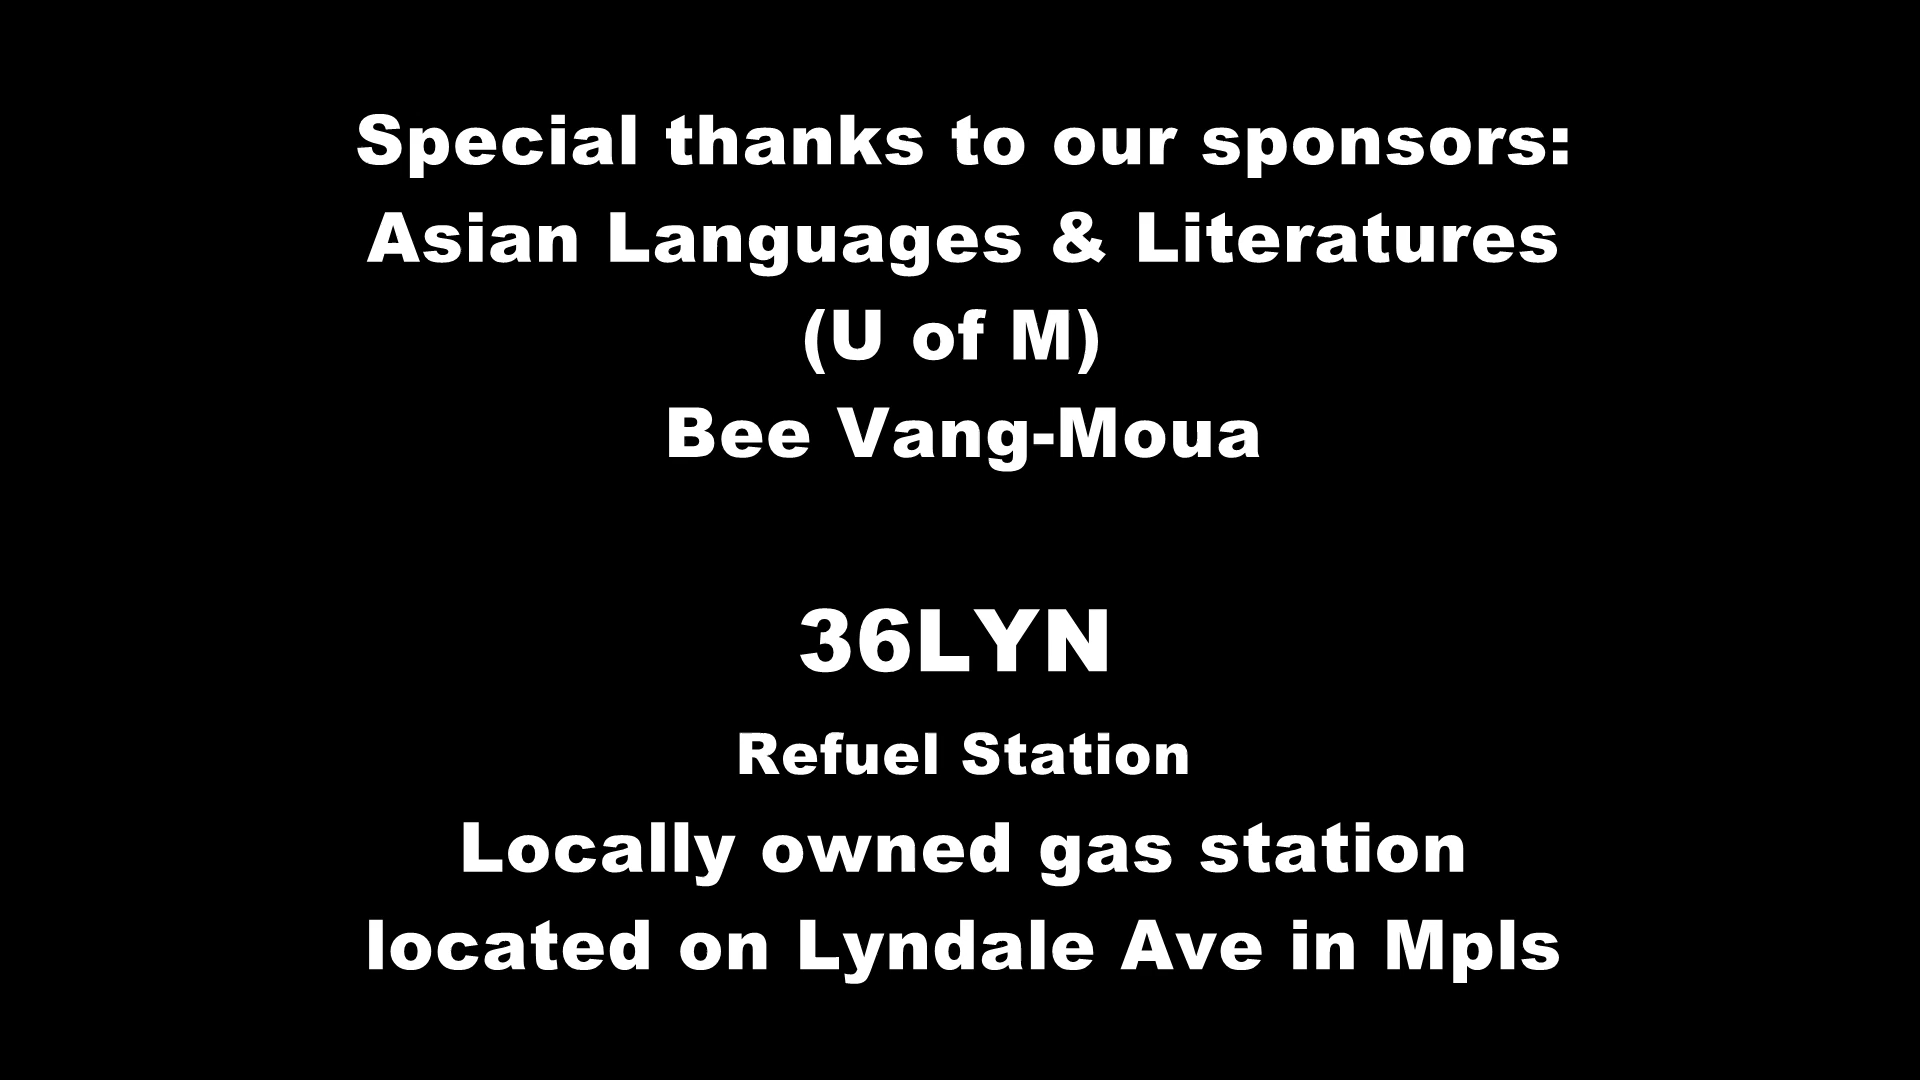 Special thanks to our sponsors:
Asian Languages & Literatures
(U of M)
Bee Vang-Moua
36LYN
Refuel Station
Locally owned gas station
located on Lyndale Ave in Mpls